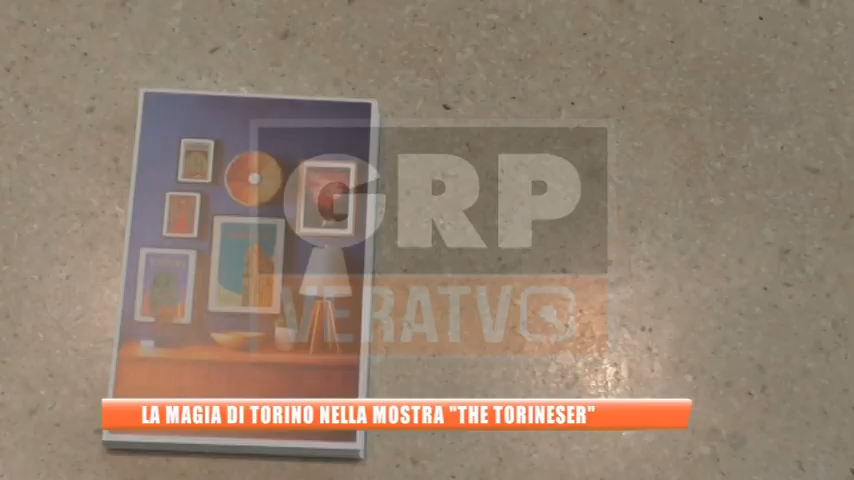 GRP
VERATV
LA MAGIA DI TORINO NELLA MOSTRA "THE TORINESER"